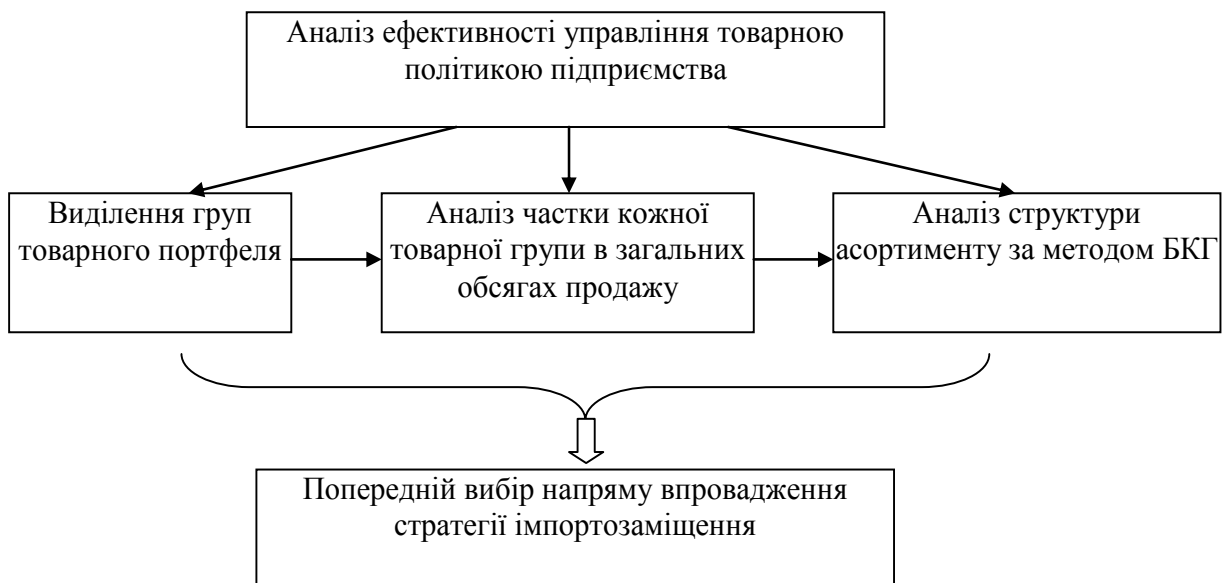 Аналіз ефективності управління товарною
політикою підприємства
Виділення груп
товарного портфеля
Аналіз частки кожної
товарної групи в загальних
обсягах продажу
Аналіз структури
асортименту за методом БКГ
Попередній вибір напряму впровадження
стратегії імпортозаміщення